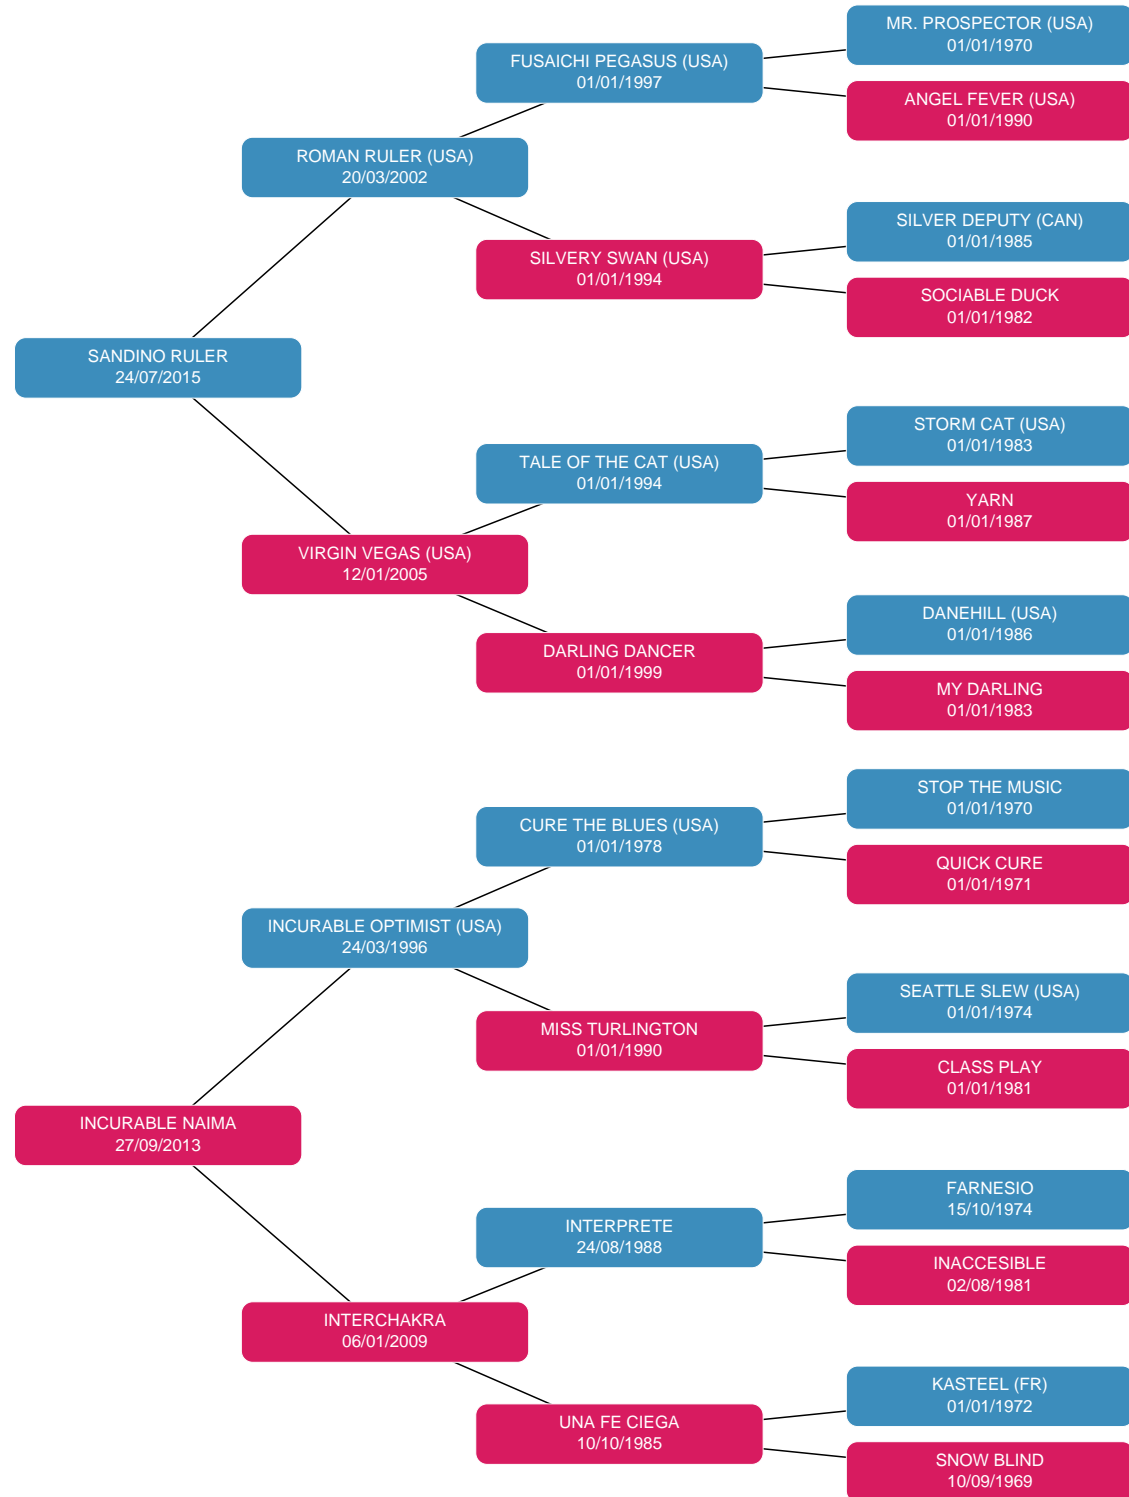 MR. PROSPECTOR (USA)
01/01/1970
FUSAICHI PEGASUS (USA)
01/01/1997
ANGEL FEVER (USA)
01/01/1990
ROMAN RULER (USA)
20/03/2002
SILVER DEPUTY (CAN)
01/01/1985
SILVERY SWAN (USA)
01/01/1994
SOCIABLE DUCK
01/01/1982
SANDINO RULER
24/07/2015
STORM CAT (USA)
01/01/1983
TALE OF THE CAT (USA)
01/01/1994
YARN
01/01/1987
VIRGIN VEGAS (USA)
12/01/2005
DANEHILL (USA)
01/01/1986
DARLING DANCER
01/01/1999
MY DARLING
01/01/1983
STOP THE MUSIC
01/01/1970
CURE THE BLUES (USA)
01/01/1978
QUICK CURE
01/01/1971
INCURABLE OPTIMIST (USA)
24/03/1996
SEATTLE SLEW (USA)
01/01/1974
MISS TURLINGTON
01/01/1990
CLASS PLAY
01/01/1981
INCURABLE NAIMA
27/09/2013
FARNESIO
15/10/1974
INTERPRETE
24/08/1988
INACCESIBLE
02/08/1981
INTERCHAKRA
06/01/2009
KASTEEL (FR)
01/01/1972
UNA FE CIEGA
10/10/1985
SNOW BLIND
10/09/1969